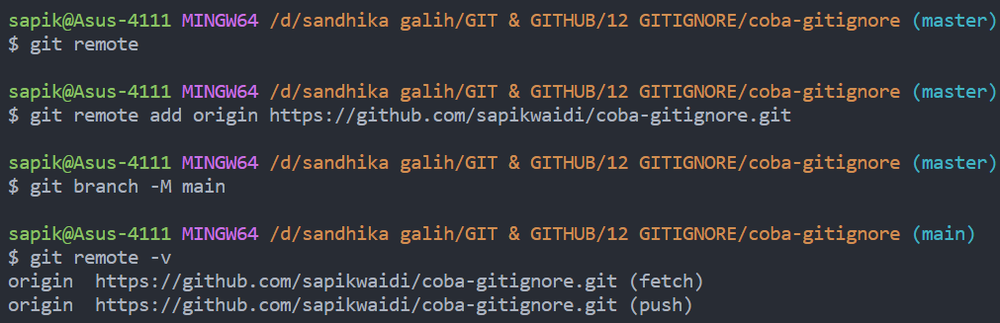 sapik@Asus-4111 MINGW64 /d/sandhika galih/GIT & GITHUB/12 GITIGNORE/coba-gitignore (master)
$ git remote
sapik@Asus-4111 MINGW64 /d/sandhika galih/GIT & GITHUB/12 GITIGNORE/coba-gitignore (master)
$ git remote add origin https://github.com/sapikwaidi/coba-gitignore.git
sapik@Asus-4111 MINGW64 /d/sandhika galih/GIT & GITHUB/12 GITIGNORE/coba-gitignore (master)
$ git branch -M main
sapik@Asus-4111 MINGW64 /d/sandhika galih/GIT & GITHUB/12 GITIGNORE/coba-gitignore (main)
$ git remote -v
origin  https://github.com/sapikwaidi/coba-gitignore.git (fetch)
origin  https://github.com/sapikwaidi/coba-gitignore.git (push)